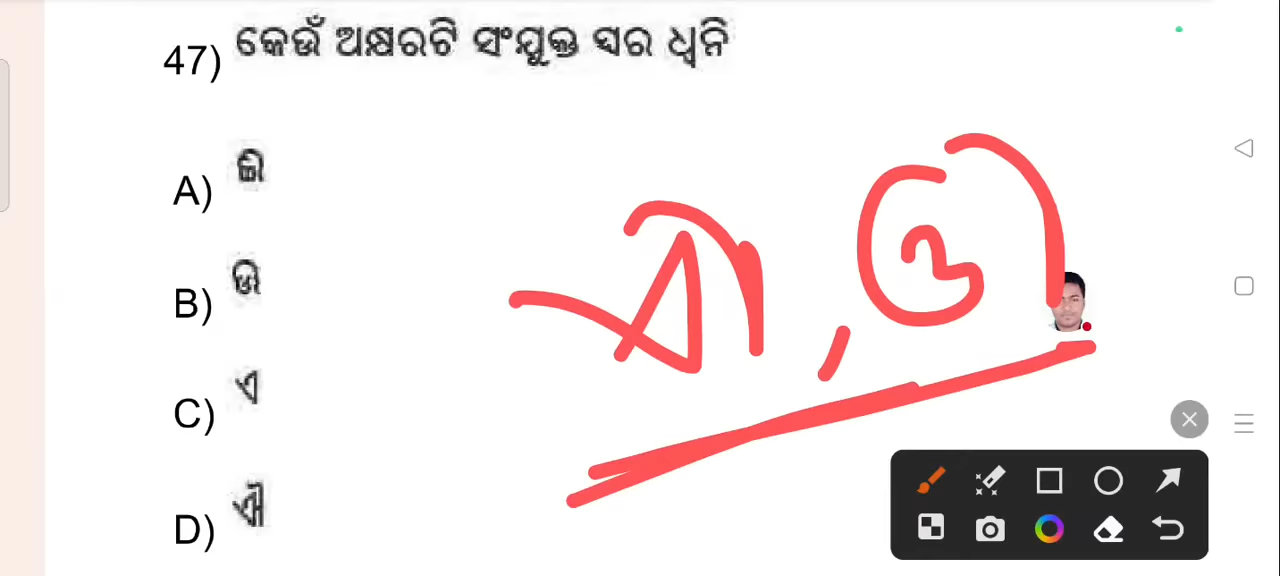 47) କେଉଁ ଅକ୍ଷରଟି ସଂଯୁକ୍ତ ସ୍ୱର ଧ୍ୱନି
A) ଈ
B) ଉ
C) ଏ
D) ଐ
ଐ, ଔ